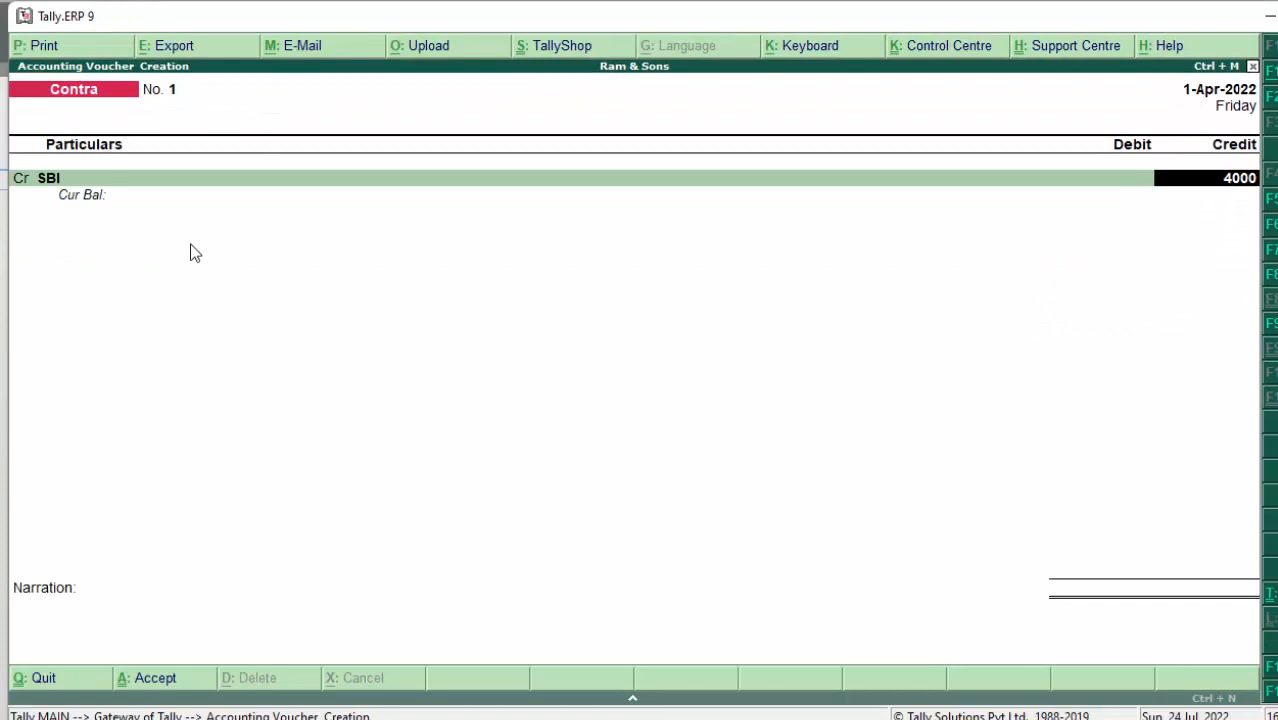 Tally.ERP 9
P: Print E: Export M: E-Mail O: Upload S: TallyShop G: Language K: Keyboard K: Control Centre H: Support Centre H: Help
Accounting Voucher Creation Ram & Sons Ctrl + M
Contra No. 1 1-Apr-2022
Friday
Particulars Debit Credit
Cr SBI 4000
Cur Bal:
Narration:
Q: Quit A: Accept D: Delete X: Cancel
Ctrl + N
Tally MAIN --> Gateway of Tally --> Accounting Voucher Creation © Tally Solutions Pvt Ltd, 1988-2019 Sun, 24 Jul, 2022